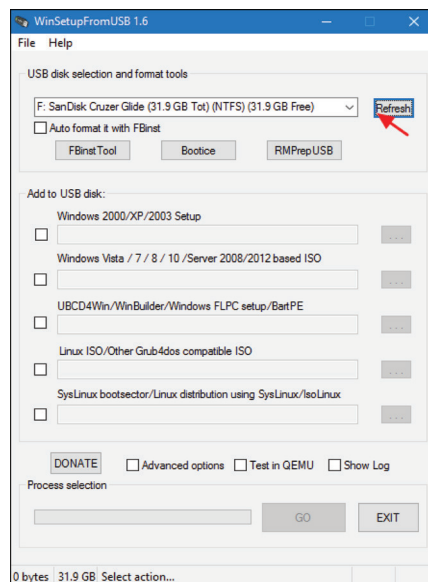 WinSetupFromUSB 1.6
File Help
USB disk selection and format tools
F: SanDisk Cruzer Glide (31.9 GB Tot) (NTFS) (31.9 GB Free)
Refresh
Auto format it with FBinst
FBinstTool Bootice RMPrepUSB
Add to USB disk:
Windows 2000/XP/2003 Setup
...
Windows Vista / 7 / 8 / 10 /Server 2008/2012 based ISO
...
UBCD4Win/WinBuilder/Windows FLPC setup/BartPE
...
Linux ISO/Other Grub4dos compatible ISO
...
SysLinux bootsector/Linux distribution using SysLinux/IsoLinux
...
DONATE Advanced options Test in QEMU Show Log
Process selection
GO EXIT
0 bytes 31.9 GB Select action...